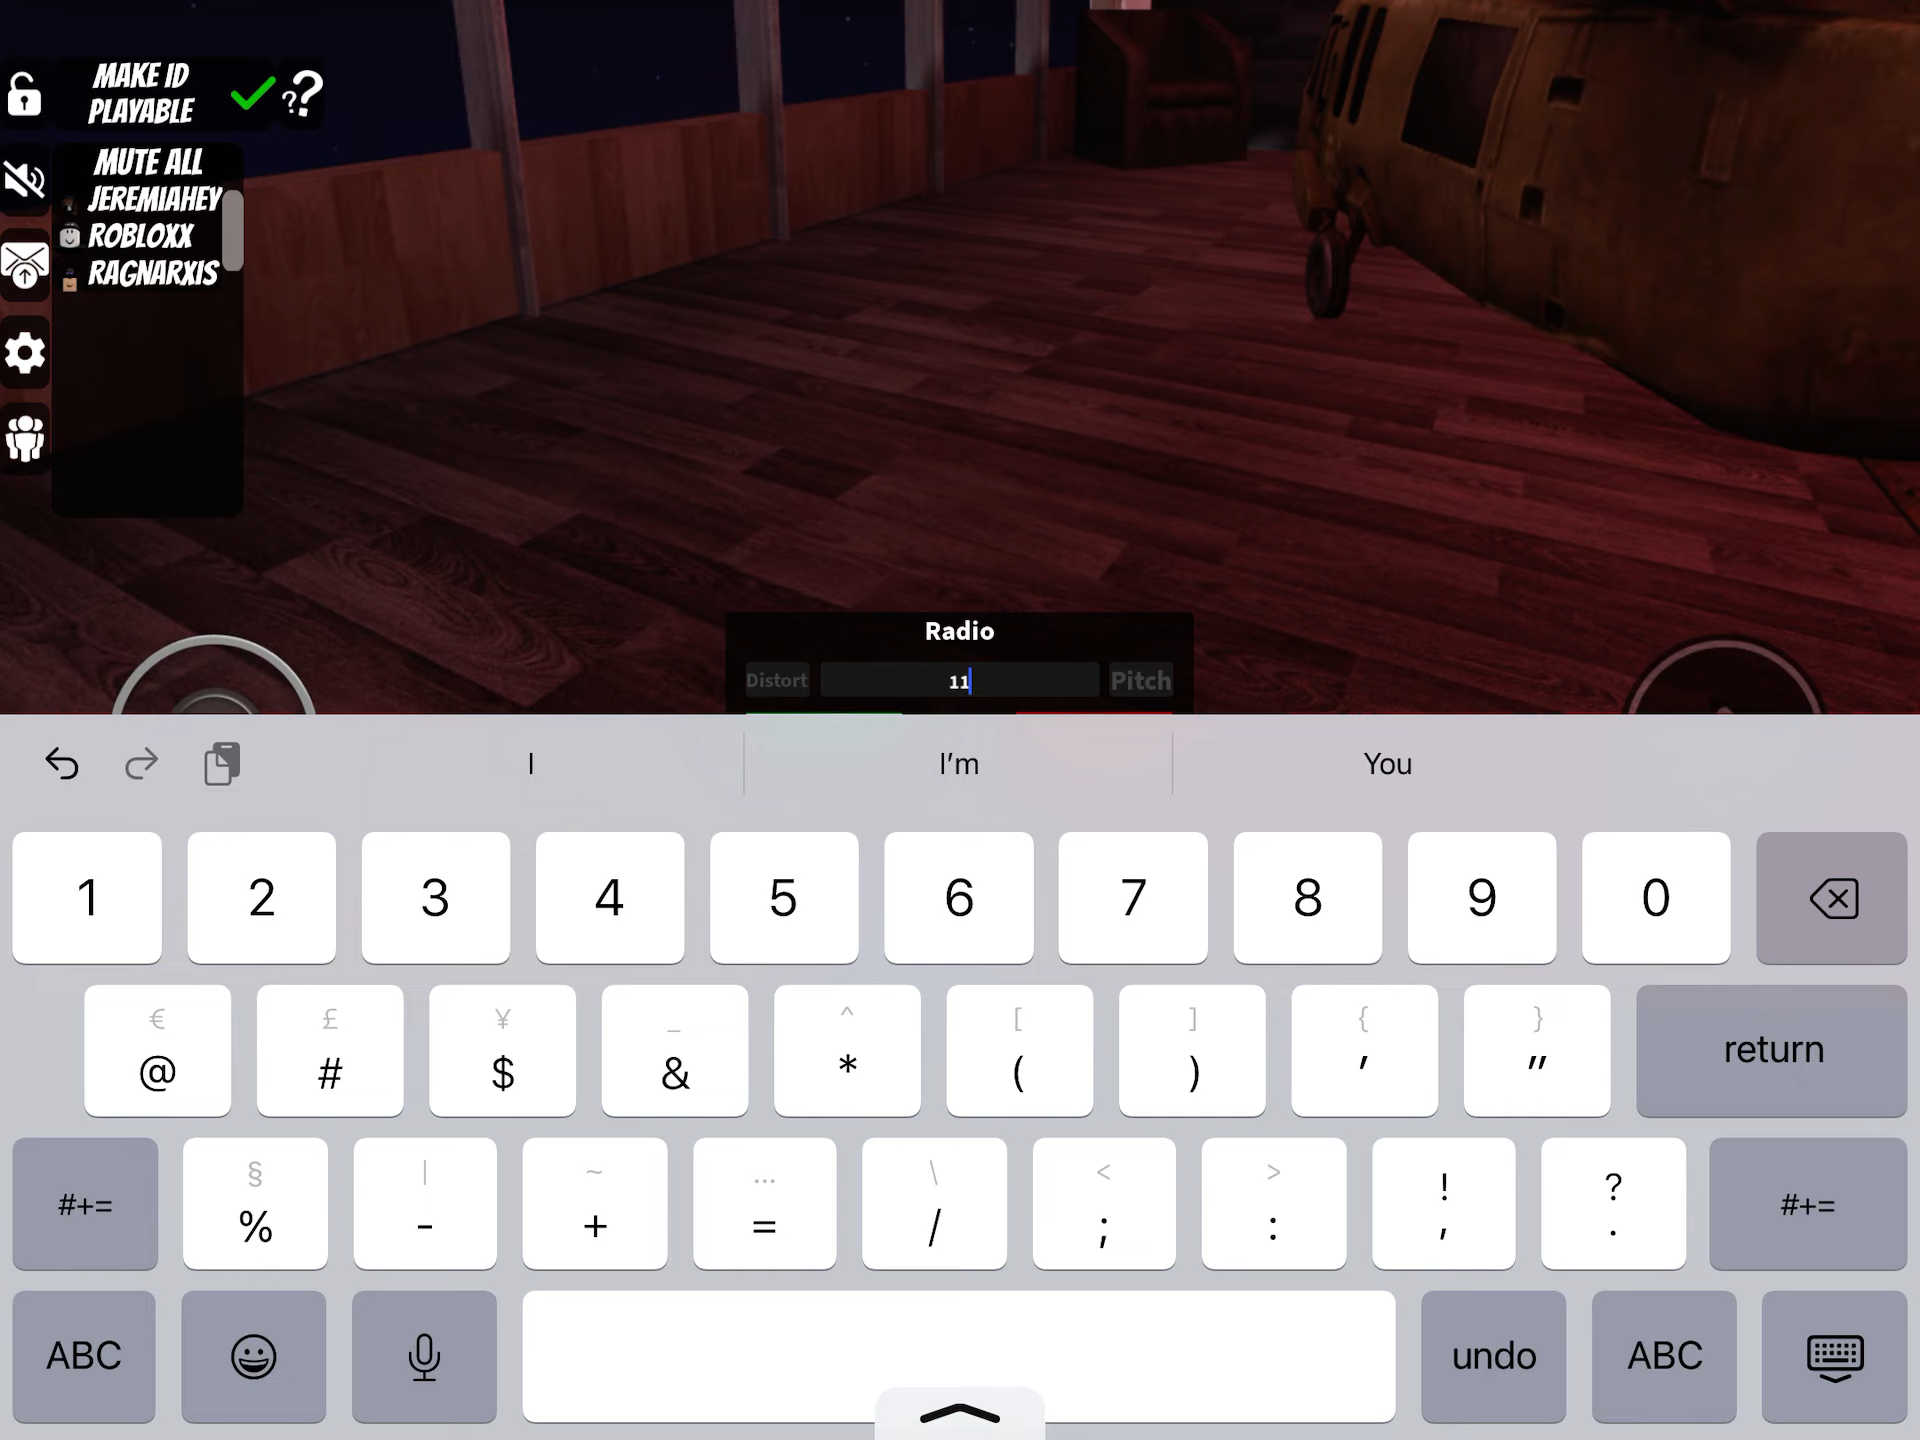 MAKE ID
PLAYABLE
??
MUTE ALL
JEREMIAHEY
ROBLOXX
RAGNARXIS
Radio
Distort 11 Pitch
I I'm You
1 2 3 4 5 6 7 8 9 0
€ £ ¥ _ ^ [ ] { }
@ # $ & * ( ) ' "
return
§ | ~ … \ < > ! ?
#+= % - + = / ; : , . #+=
ABC undo ABC